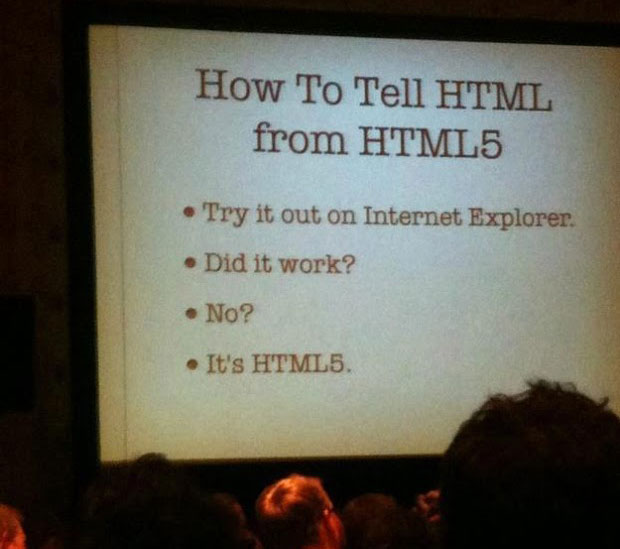 How To Tell HTML
from HTML5
• Try it out on Internet Explorer.
• Did it work?
• No?
• It's HTML5.